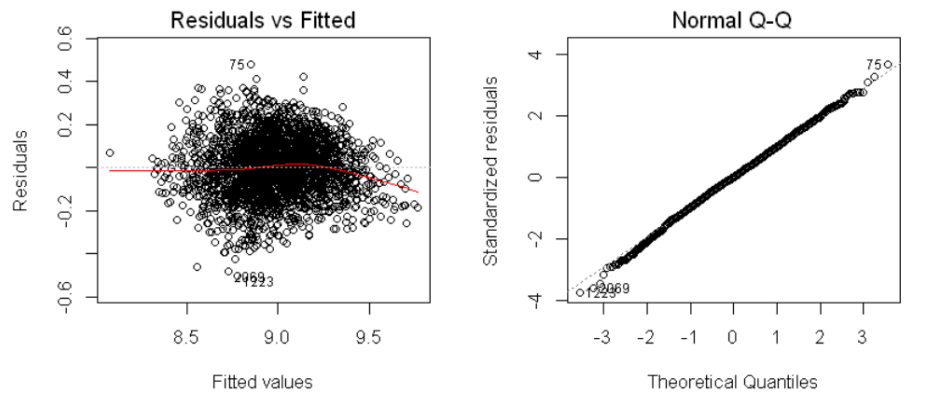 Residuals vs Fitted
Residuals
0.6
0.4
0.2
-0.2
-0.6
75
2069
1223
8.5 9.0 9.5
Fitted values
Normal Q-Q
Standardized residuals
4
2
0
-2
-4
75
2069
1223
-3 -2 -1 0 1 2 3
Theoretical Quantiles